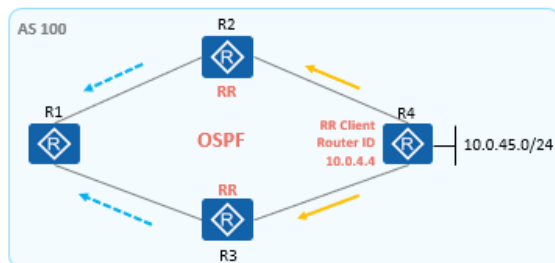 AS 100
R2
R
RR
R1
R
OSPF
RR Client
Router ID
10.0.4.4
R4
R
10.0.45.0/24
RR
R
R3